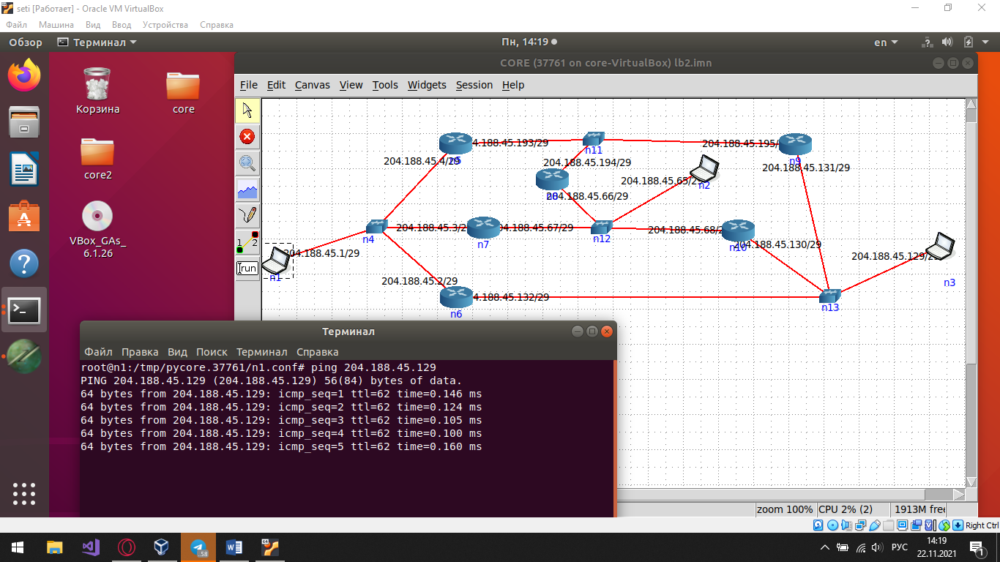 seti [Работает] - Oracle VM VirtualBox
Файл Машина Вид Ввод Устройства Справка
Обзор Терминал Пн, 14:19 en
CORE (37761 on core-VirtualBox) lb2.imn
File Edit Canvas View Tools Widgets Session Help
Корзина core
core2
VBox_GAs_
6.1.26
4.188.45.193/29
n11
204.188.45.195/
n9
204.188.45.4/29
n5
204.188.45.194/29
204.188.45.131/29
204.188.45.65/2
n2
n8
204.188.45.66/29
204.188.45.3/2
4.188.45.67/29
204.188.45.68/2
n4
n7
n12
n10
204.188.45.130/29
1 2
204.188.45.1/29
204.188.45.129/2
run
n1
204.188.45.2/29
n3
4.188.45.132/29
n6
n13
Терминал
Файл Правка Вид Поиск Терминал Справка
root@n1:/tmp/pycore.37761/n1.conf# ping 204.188.45.129
PING 204.188.45.129 (204.188.45.129) 56(84) bytes of data.
64 bytes from 204.188.45.129: icmp_seq=1 ttl=62 time=0.146 ms
64 bytes from 204.188.45.129: icmp_seq=2 ttl=62 time=0.124 ms
64 bytes from 204.188.45.129: icmp_seq=3 ttl=62 time=0.105 ms
64 bytes from 204.188.45.129: icmp_seq=4 ttl=62 time=0.100 ms
64 bytes from 204.188.45.129: icmp_seq=5 ttl=62 time=0.160 ms
zoom 100% CPU 2% (2) 1913M free
Right Ctrl
58
РУС
14:19
22.11.2021
1